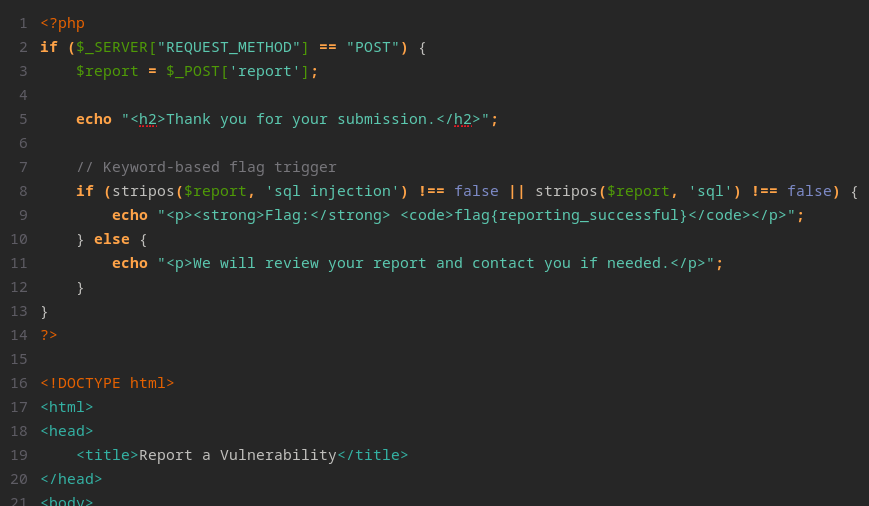 1 <?php
2 if ($_SERVER["REQUEST_METHOD"] == "POST") {
3     $report = $_POST['report'];
4
5     echo "<h2>Thank you for your submission.</h2>";
6
7     // Keyword-based flag trigger
8     if (stripos($report, 'sql injection') !== false || stripos($report, 'sql') !== false) {
9         echo "<p><strong>Flag:</strong> <code>flag{reporting_successful}</code></p>";
10     } else {
11         echo "<p>We will review your report and contact you if needed.</p>";
12     }
13 }
14 ?>
15
16 <!DOCTYPE html>
17 <html>
18 <head>
19     <title>Report a Vulnerability</title>
20 </head>
21 <body>